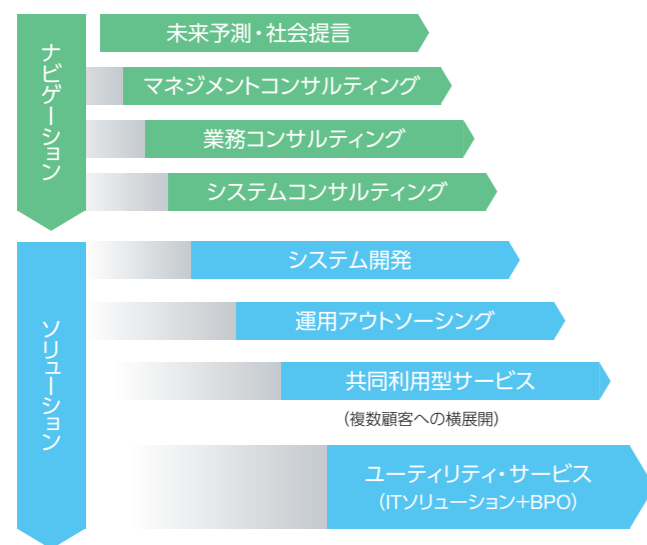 ナビゲーション
未来予測・社会提言
マネジメントコンサルティング
業務コンサルティング
システムコンサルティング
ソリューション
システム開発
運用アウトソーシング
共同利用型サービス
(複数顧客への横展開)
ユーティリティ・サービス
(ITソリューション+BPO)